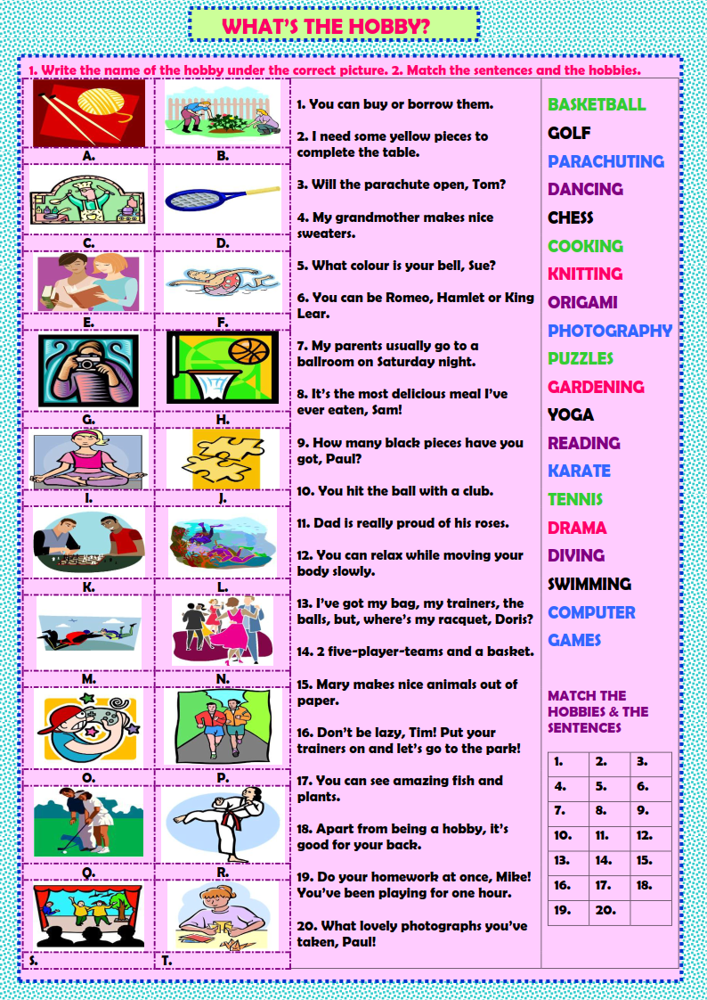 WHAT'S THE HOBBY?
1. Write the name of the hobby under the correct picture. 2. Match the sentences and the hobbies.
A. B.
C. D.
E. F.
G. H.
I. J.
K. L.
M. N.
O. P.
Q. R.
S. T.
1. You can buy or borrow them.
2. I need some yellow pieces to
complete the table.
3. Will the parachute open, Tom?
4. My grandmother makes nice
sweaters.
5. What colour is your bell, Sue?
6. You can be Romeo, Hamlet or King
Lear.
7. My parents usually go to a
ballroom on Saturday night.
8. It's the most delicious meal I've
ever eaten, Sam!
9. How many black pieces have you
got, Paul?
10. You hit the ball with a club.
11. Dad is really proud of his roses.
12. You can relax while moving your
body slowly.
13. I've got my bag, my trainers, the
balls, but, where's my racquet, Doris?
14. 2 five-player-teams and a basket.
15. Mary makes nice animals out of
paper.
16. Don't be lazy, Tim! Put your
trainers on and let's go to the park!
17. You can see amazing fish and
plants.
18. Apart from being a hobby, it's
good for your back.
19. Do your homework at once, Mike!
You've been playing for one hour.
20. What lovely photographs you've
taken, Paul!
BASKETBALL
GOLF
PARACHUTING
DANCING
CHESS
COOKING
KNITTING
ORIGAMI
PHOTOGRAPHY
PUZZLES
GARDENING
YOGA
READING
KARATE
TENNIS
DRAMA
DIVING
SWIMMING
COMPUTER
GAMES
MATCH THE
HOBBIES & THE
SENTENCES
1. 2. 3.
4. 5. 6.
7. 8. 9.
10. 11. 12.
13. 14. 15.
16. 17. 18.
19. 20.